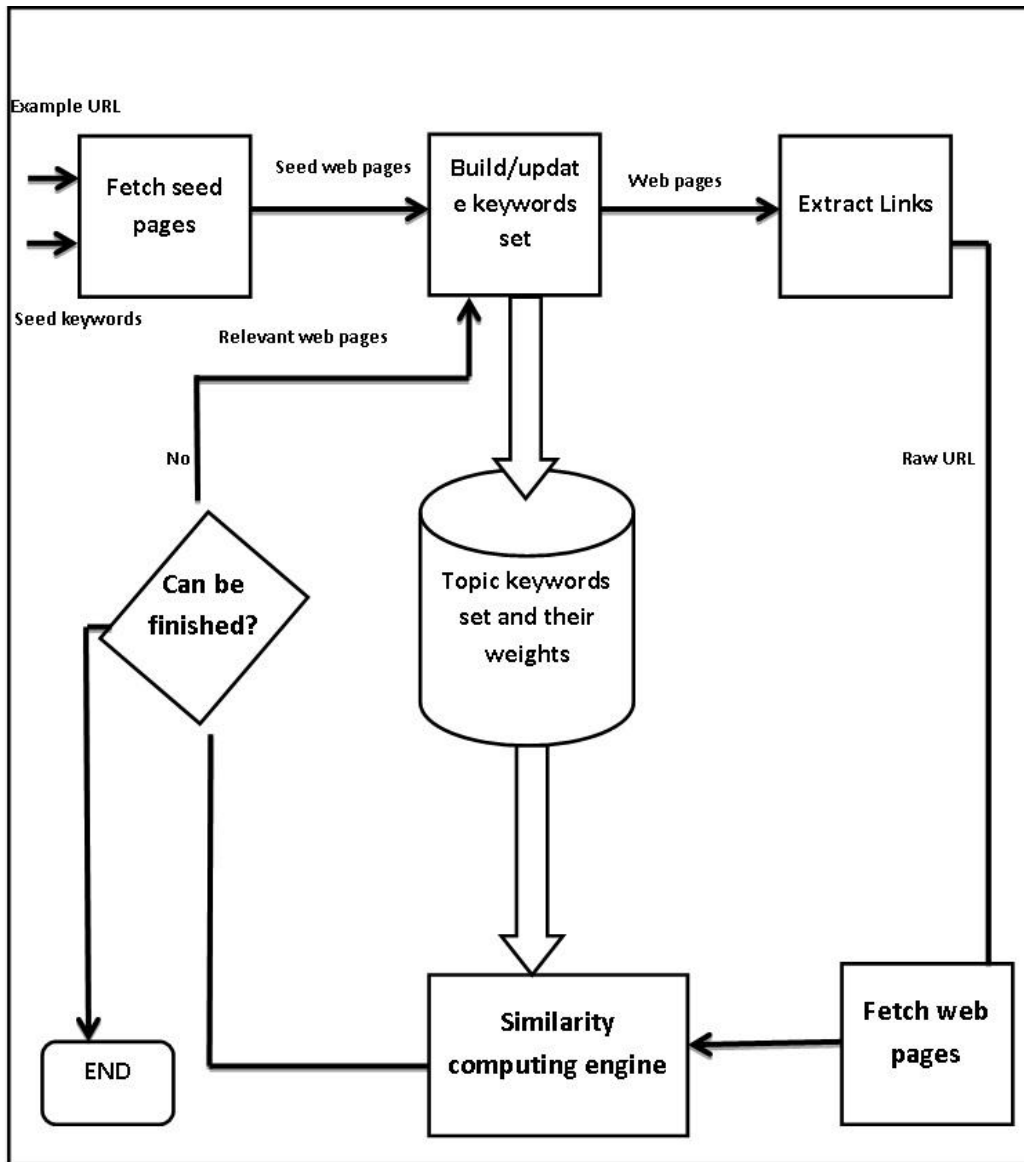 Example URL
Fetch seed
pages
Seed web pages
Build/updat
e keywords
set
Web pages
Extract Links
Seed keywords
Relevant web pages
No
Raw URL
Can be
finished?
Topic keywords
set and their
weights
Similarity
computing engine
Fetch web
pages
END